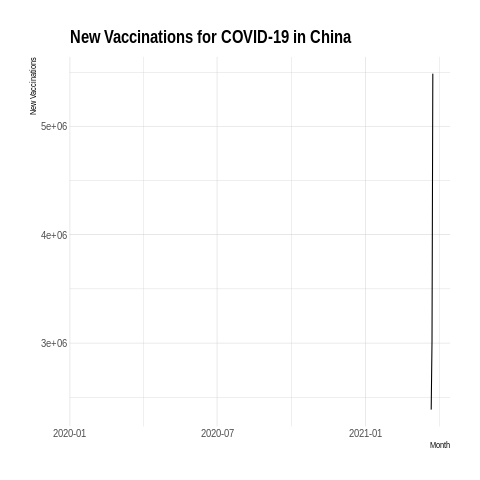 New Vaccinations for COVID-19 in China
New Vaccinations
5e+06
4e+06
3e+06
2020-01
2020-07
2021-01
Month